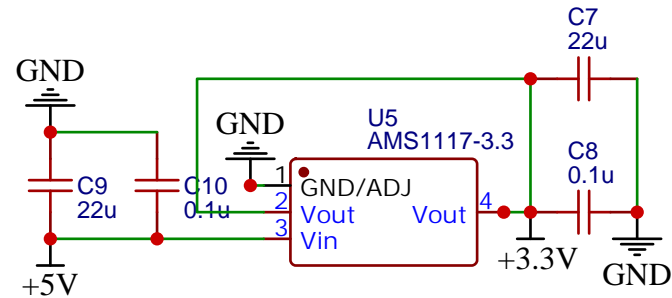 C7
22u
GND
U5
AMS1117-3.3
GND
C8
0.1u
1
GND/ADJ
C9
22u
C10
0.1u
2
Vout
Vout
4
3
Vin
+5V
+3.3V
GND